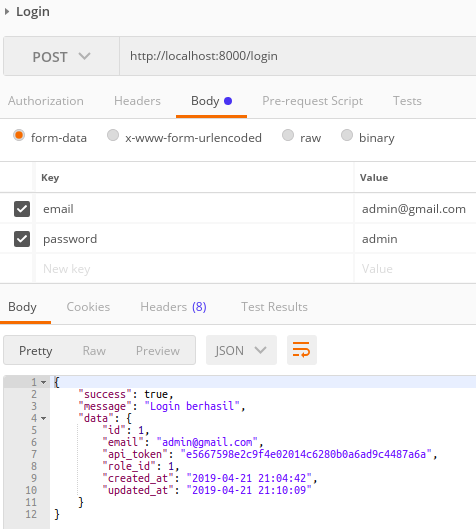 Login
POST http://localhost:8000/login
Authorization Headers Body Pre-request Script Tests
form-data x-www-form-urlencoded raw binary
Key Value
email admin@gmail.com
password admin
New key Value
Body Cookies Headers (8) Test Results
Pretty Raw Preview JSON
1 {
2 "success": true,
3 "message": "Login berhasil",
4 "data": {
5 "id": 1,
6 "email": "admin@gmail.com",
7 "api_token": "e5667598e2c9f4e02014c6280b0a6ad9c4487a6a",
8 "role_id": 1,
9 "created_at": "2019-04-21 21:04:42",
10 "updated_at": "2019-04-21 21:10:09"
11 }
12 }